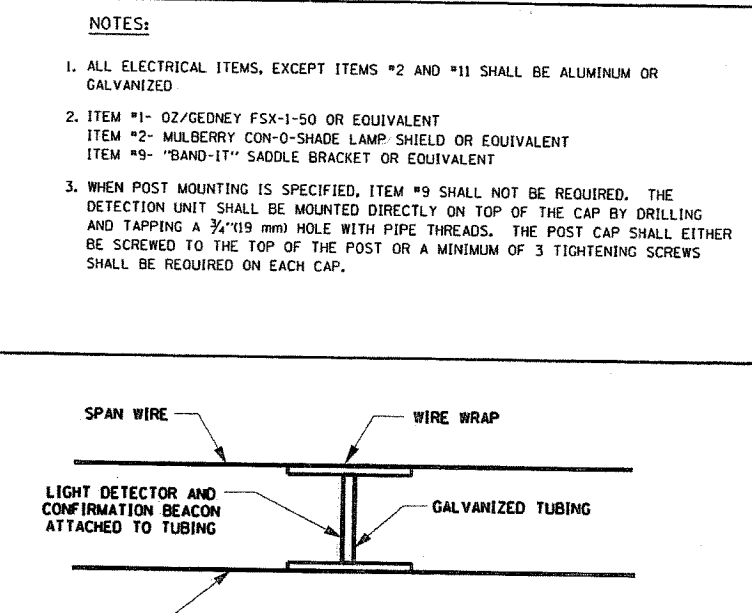 NOTES:
1. ALL ELECTRICAL ITEMS, EXCEPT ITEMS #2 AND #11 SHALL BE ALUMINUM OR
GALVANIZED
2. ITEM #1- OZ/GEDNEY FSX-1-50 OR EQUIVALENT
ITEM #2- MULBERRY CON-O-SHADE LAMP SHIELD OR EQUIVALENT
ITEM #9- "BAND-IT" SADDLE BRACKET OR EQUIVALENT
3. WHEN POST MOUNTING IS SPECIFIED, ITEM #9 SHALL NOT BE REQUIRED. THE
DETECTION UNIT SHALL BE MOUNTED DIRECTLY ON TOP OF THE CAP BY DRILLING
AND TAPPING A ¾"(19 mm) HOLE WITH PIPE THREADS. THE POST CAP SHALL EITHER
BE SCREWED TO THE TOP OF THE POST OR A MINIMUM OF 3 TIGHTENING SCREWS
SHALL BE REQUIRED ON EACH CAP.
SPAN WIRE
WIRE WRAP
LIGHT DETECTOR AND
CONFIRMATION BEACON
ATTACHED TO TUBING
GALVANIZED TUBING